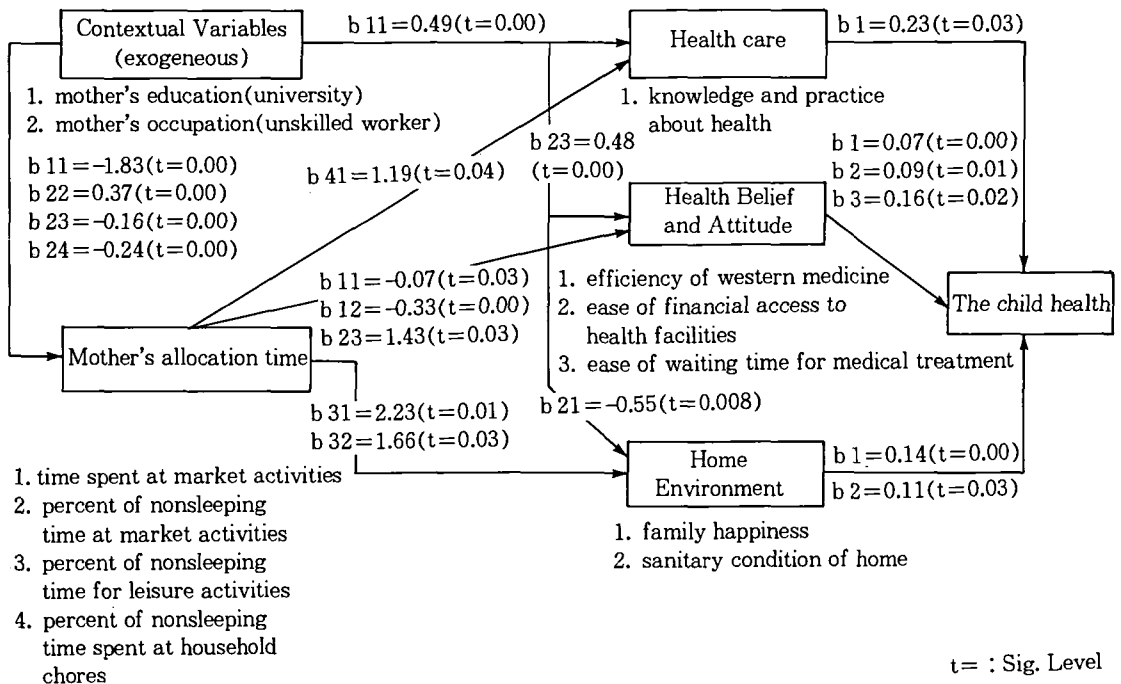 Contextual Variables
(exogeneous)
b 11=0.49(t=0.00)
Health care
b 1=0.23(t=0.03)
1. mother's education(university)
2. mother's occupation(unskilled worker)
1. knowledge and practice
about health
b 11=-1.83(t=0.00)
b 22=0.37(t=0.00)
b 23=-0.16(t=0.00)
b 24=-0.24(t=0.00)
b 41=1.19(t=0.04)
b 23=0.48
(t=0.00)
b 1=0.07(t=0.00)
b 2=0.09(t=0.01)
b 3=0.16(t=0.02)
Health Belief
and Attitude
b 11=-0.07(t=0.03)
b 12=-0.33(t=0.00)
b 23=1.43(t=0.03)
1. efficiency of western medicine
2. ease of financial access to
health facilities
3. ease of waiting time for medical treatment
The child health
Mother's allocation time
b 31=2.23(t=0.01)
b 32=1.66(t=0.03)
b 21=-0.55(t=0.008)
Home
Environment
b 1=0.14(t=0.00)
b 2=0.11(t=0.03)
1. family happiness
2. sanitary condition of home
1. time spent at market activities
2. percent of nonsleeping
time at market activities
3. percent of nonsleeping
time for leisure activities
4. percent of nonsleeping
time spent at household
chores
t= : Sig. Level